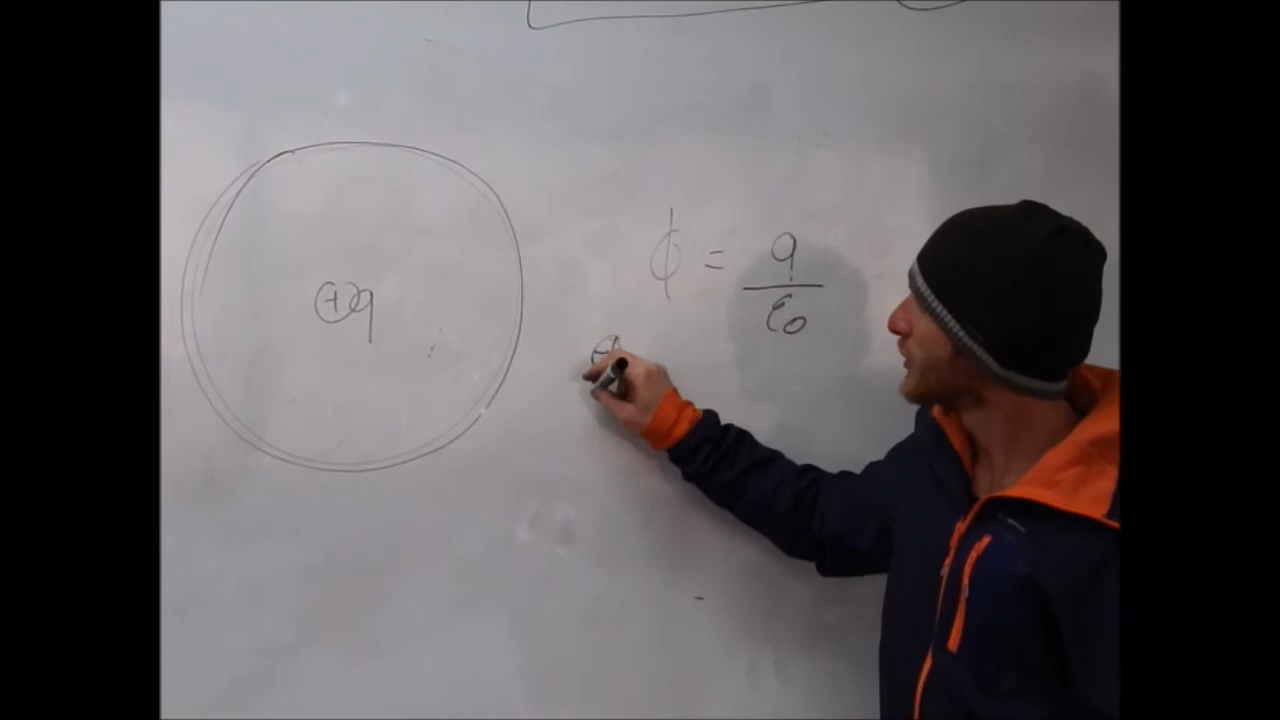 ⊕q
ϕ = q/ε₀